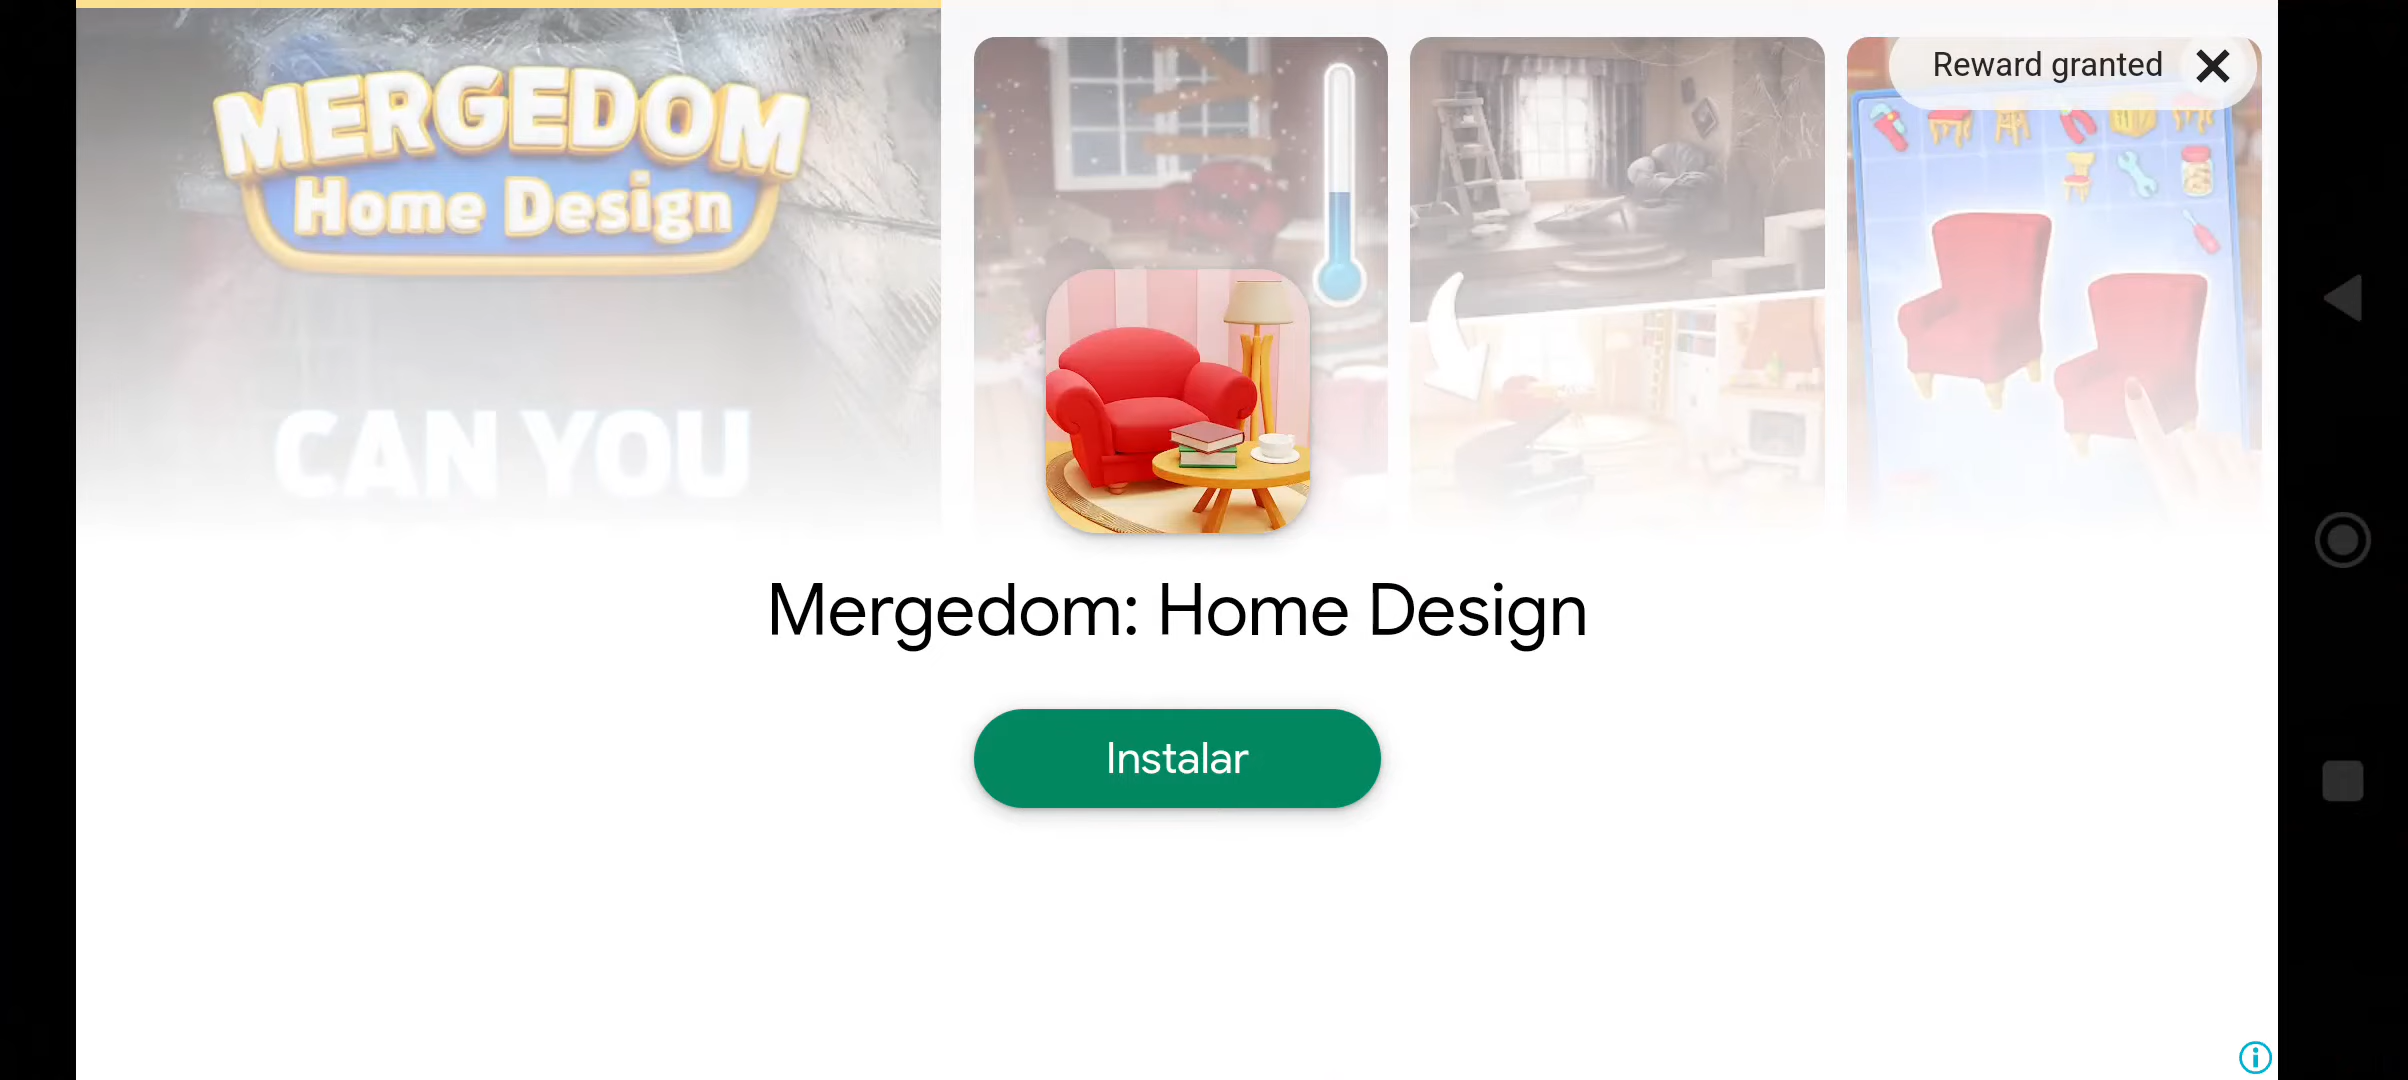 MERGEDOM
Home Design
CAN YOU
Reward granted
Mergedom: Home Design
Instalar